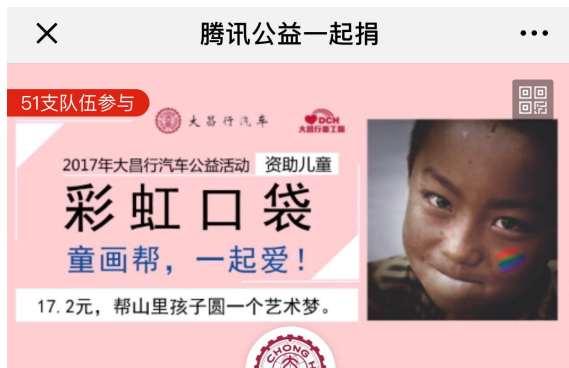 腾讯公益一起捐
51支队伍参与
大昌行汽车
DCH
大昌行義工隊
2017年大昌行汽车公益活动 资助儿童
彩虹口袋
童画帮，一起爱！
17.2元，帮山里孩子圆一个艺术梦。
CHONG H